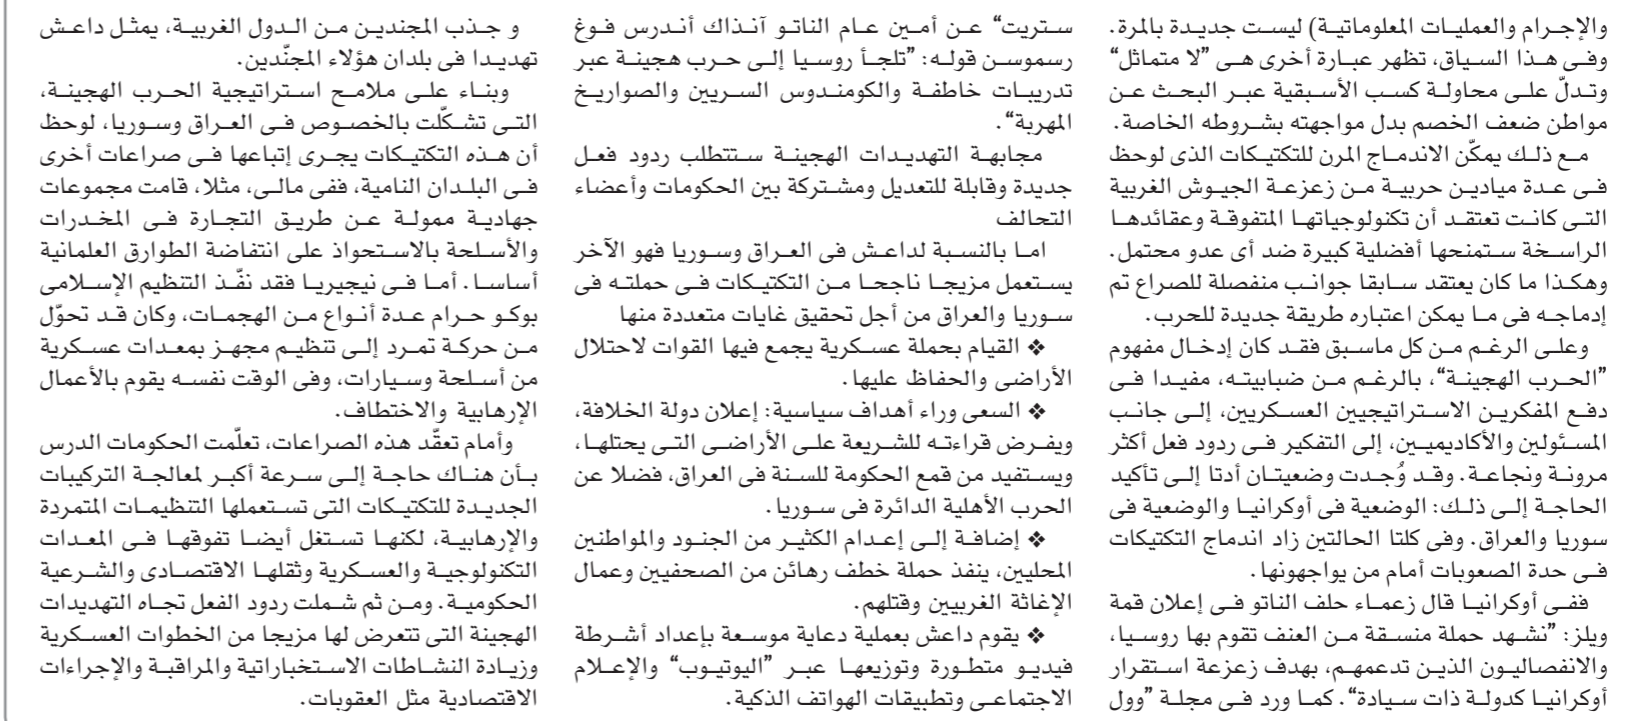 والإجرام والعمليات المعلوماتية) ليست جديدة بالمرة.
وفى هذا السياق، تظهر عبارة أخرى هى ”لا متماثل“
وتدلّ على محاولة كسب الأسبقية عبر البحث عن
مواطن ضعف الخصم بدل مواجهته بشروطه الخاصة.
مع ذلك يمكّن الاندماج المرن للتكتيكات الذى لوحظ
فى عدة ميادين حربية من زعزعة الجيوش الغربية
التى كانت تعتقد أن تكنولوجياتها المتفوقة وعقائدها
الراسخة ستمنحها أفضلية كبيرة ضد أى عدو محتمل.
وهكذا ما كان يعتقد سابقا جوانب منفصلة للصراع تم
إدماجه فى ما يمكن اعتباره طريقة جديدة للحرب.
وعلى الرغم من كل ماسبق فقد كان إدخال مفهوم
”الحرب الهجينة“، بالرغم من ضبابيته، مفيدا فى
دفع المفكرين الاستراتيجيين العسكريين، إلى جانب
المسئولين والأكاديميين، إلى التفكير فى ردود فعل أكثر
مرونة ونجاعة. وقد وُجدت وضعيتان أدتا إلى تأكيد
الحاجة إلى ذلك: الوضعية فى أوكرانيا والوضعية فى
سوريا والعراق. وفى كلتا الحالتين زاد اندماج التكتيكات
فى حدة الصعوبات أمام من يواجهونها.
ففى أوكرانيا قال زعماء حلف الناتو فى إعلان قمة
ويلز: ”نشهد حملة منسقة من العنف تقوم بها روسيا،
والانفصاليون الذين تدعمهم، بهدف زعزعة استقرار
أوكرانيا كدولة ذات سيادة“. كما ورد فى مجلة ”وول
ستريت“ عن أمين عام الناتو آنذاك أندرس فوغ
رسموسن قوله: ”تلجأ روسيا إلى حرب هجينة عبر
تدريبات خاطفة والكومندوس السريين والصواريخ
المهربة“.
مجابهة التهديدات الهجينة ستتطلب ردود فعل
جديدة وقابلة للتعديل ومشتركة بين الحكومات وأعضاء
التحالف
اما بالنسبة لداعش فى العراق وسوريا فهو الآخر
يستعمل مزيجا ناجحا من التكتيكات فى حملته فى
سوريا والعراق من أجل تحقيق غايات متعددة منها
❖ القيام بحملة عسكرية يجمع فيها القوات لاحتلال
الأراضى والحفاظ عليها.
❖ السعى وراء أهداف سياسية: إعلان دولة الخلافة،
ويفرض قراءته للشريعة على الأراضى التى يحتلها،
ويستفيد من قمع الحكومة للسنة فى العراق، فضلا عن
الحرب الأهلية الدائرة فى سوريا.
❖ إضافة إلى إعدام الكثير من الجنود والمواطنين
المحليين، ينفذ حملة خطف رهائن من الصحفيين وعمال
الإغاثة الغربيين وقتلهم.
❖ يقوم داعش بعملية دعاية موسعة بإعداد أشرطة
فيديو متطورة وتوزيعها عبر ”اليوتيوب“ والإعلام
الاجتماعى وتطبيقات الهواتف الذكية.
و جذب المجندين من الدول الغربية، يمثل داعش
تهديدا فى بلدان هؤلاء المجنّدين.
وبناء على ملامح استراتيجية الحرب الهجينة،
التى تشكّلت بالخصوص فى العراق وسوريا، لوحظ
أن هذه التكتيكات يجرى إتباعها فى صراعات أخرى
فى البلدان النامية، ففى مالى، مثلا، قامت مجموعات
جهادية ممولة عن طريق التجارة فى المخدرات
والأسلحة بالاستحواذ على انتفاضة الطوارق العلمانية
أساسا. أما فى نيجيريا فقد نفّذ التنظيم الإسلامى
بوكو حرام عدة أنواع من الهجمات، وكان قد تحوّل
من حركة تمرد إلى تنظيم مجهز بمعدات عسكرية
من أسلحة وسيارات، وفى الوقت نفسه يقوم بالأعمال
الإرهابية والاختطاف.
وأمام تعقّد هذه الصراعات، تعلّمت الحكومات الدرس
بأن هناك حاجة إلى سرعة أكبر لمعالجة التركيبات
الجديدة للتكتيكات التى تستعملها التنظيمات المتمردة
والإرهابية، لكنها تستغل أيضا تفوقها فى المعدات
التكنولوجية والعسكرية وثقلها الاقتصادى والشرعية
الحكومية. ومن ثم شملت ردود الفعل تجاه التهديدات
الهجينة التى تتعرض لها مزيجا من الخطوات العسكرية
وزيادة النشاطات الاستخباراتية والمراقبة والإجراءات
الاقتصادية مثل العقوبات.